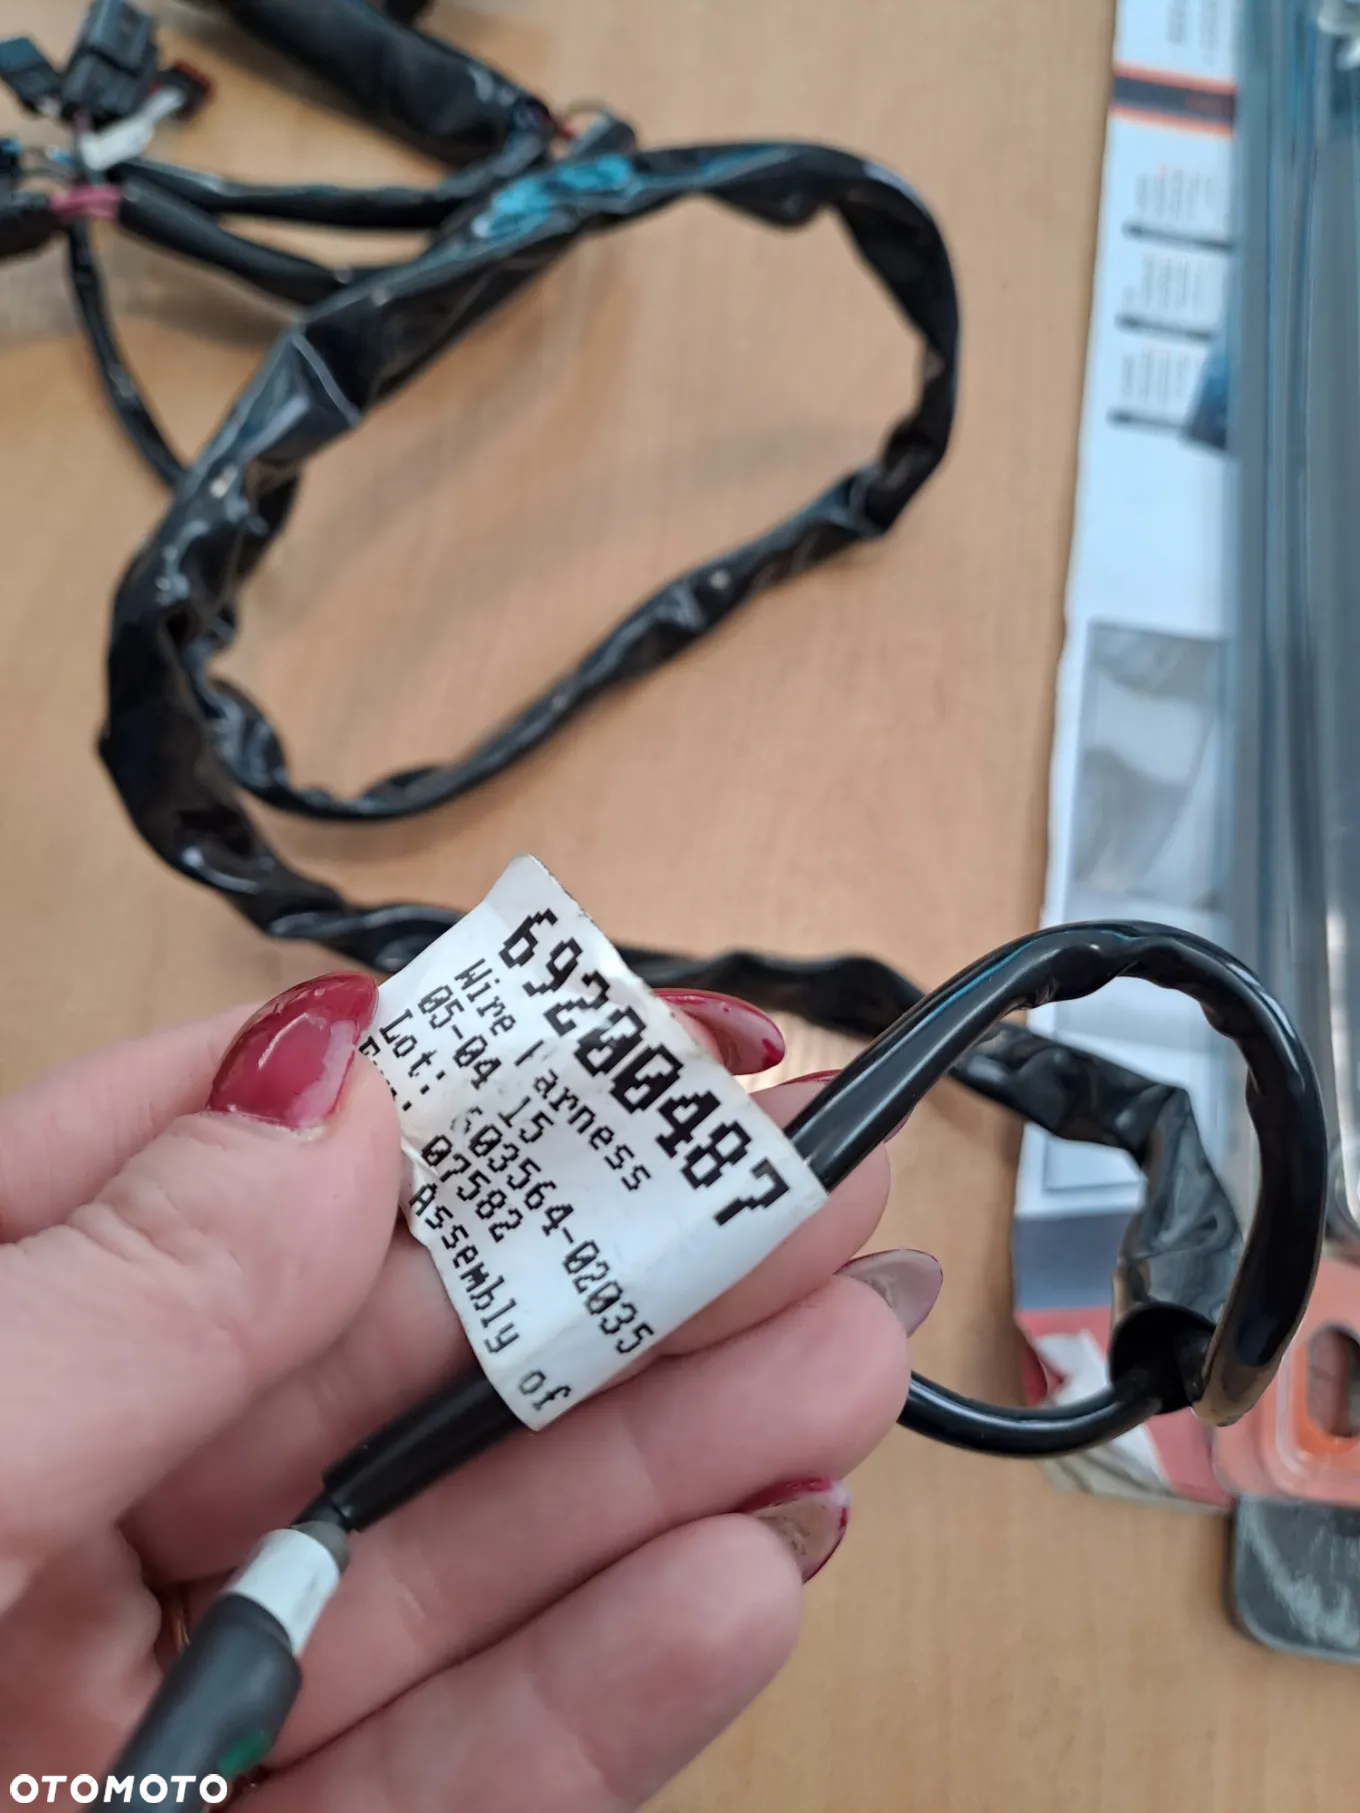 69200487
Wire Harness
05-04 15
Lot: 603564-02035
07582
Assembly of
OTOMOTO